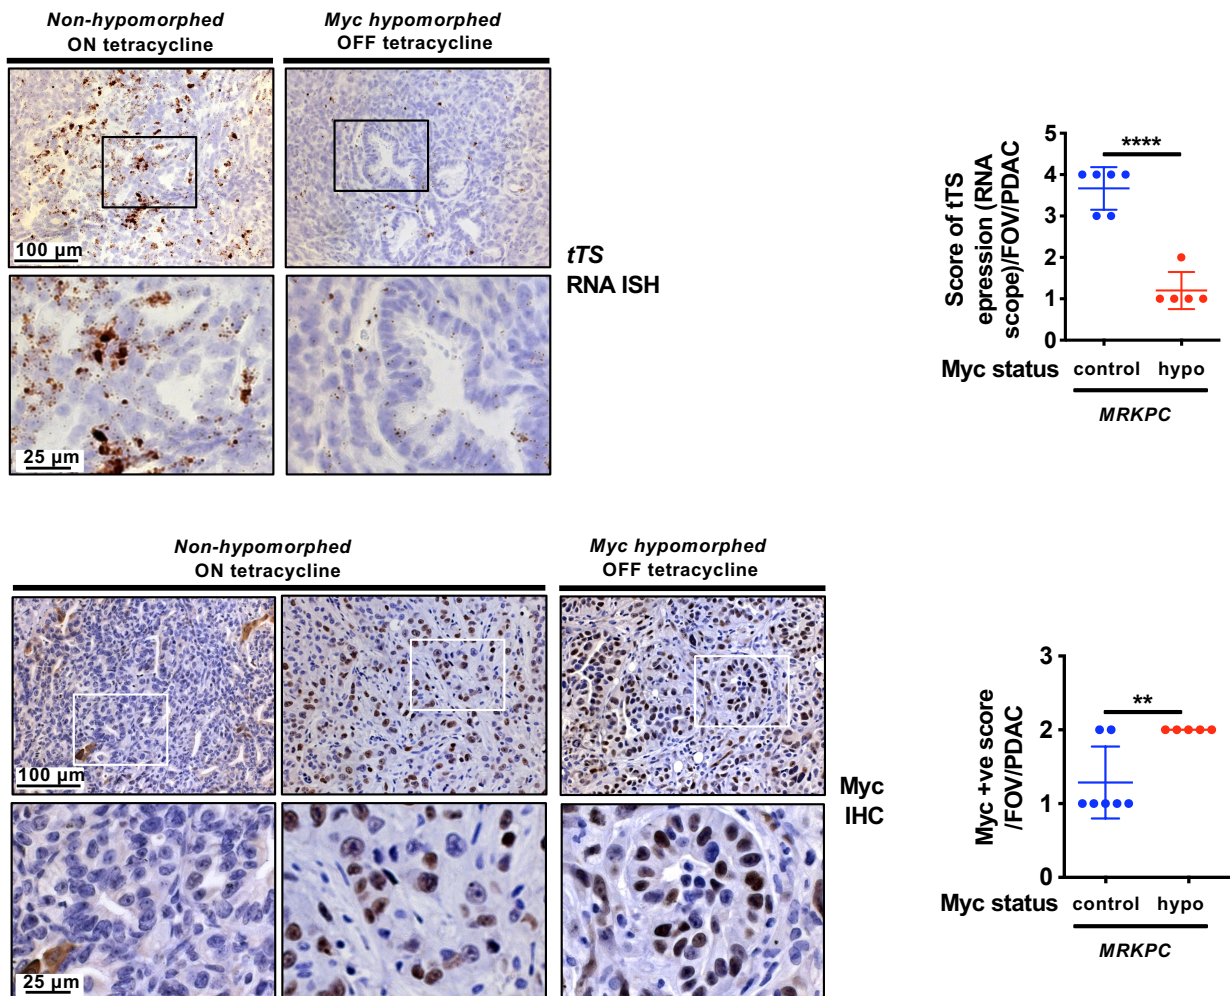 Non-hypomorphed
ON tetracycline
Myc hypomorphed
OFF tetracycline
100 µm
25 µm
tTS
RNA ISH
Score of tTS
epression (RNA
scope)/FOV/PDAC
5
4
3
2
1
0
****
Myc status control hypo
MRKPC
Non-hypomorphed
ON tetracycline
Myc hypomorphed
OFF tetracycline
100 µm
25 µm
Myc
IHC
Myc +ve score
/FOV/PDAC
3
2
1
0
**
Myc status control hypo
MRKPC